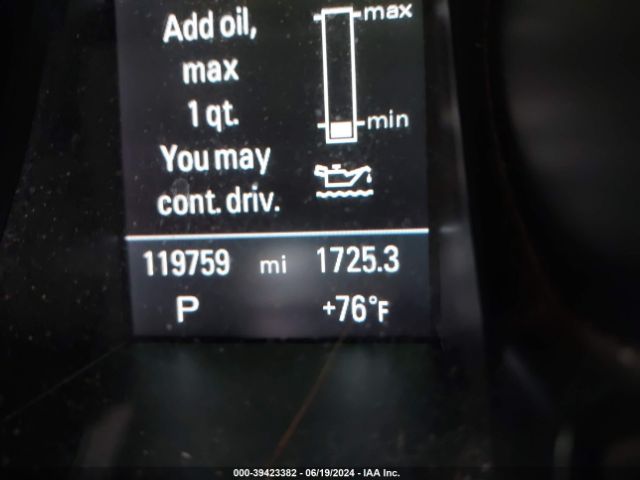 Add oil,
max
1 qt.
You may
cont. driv.
max
min
119759 mi 1725.3
P +76°F
000-39423382 - 06/19/2024 - IAA Inc.